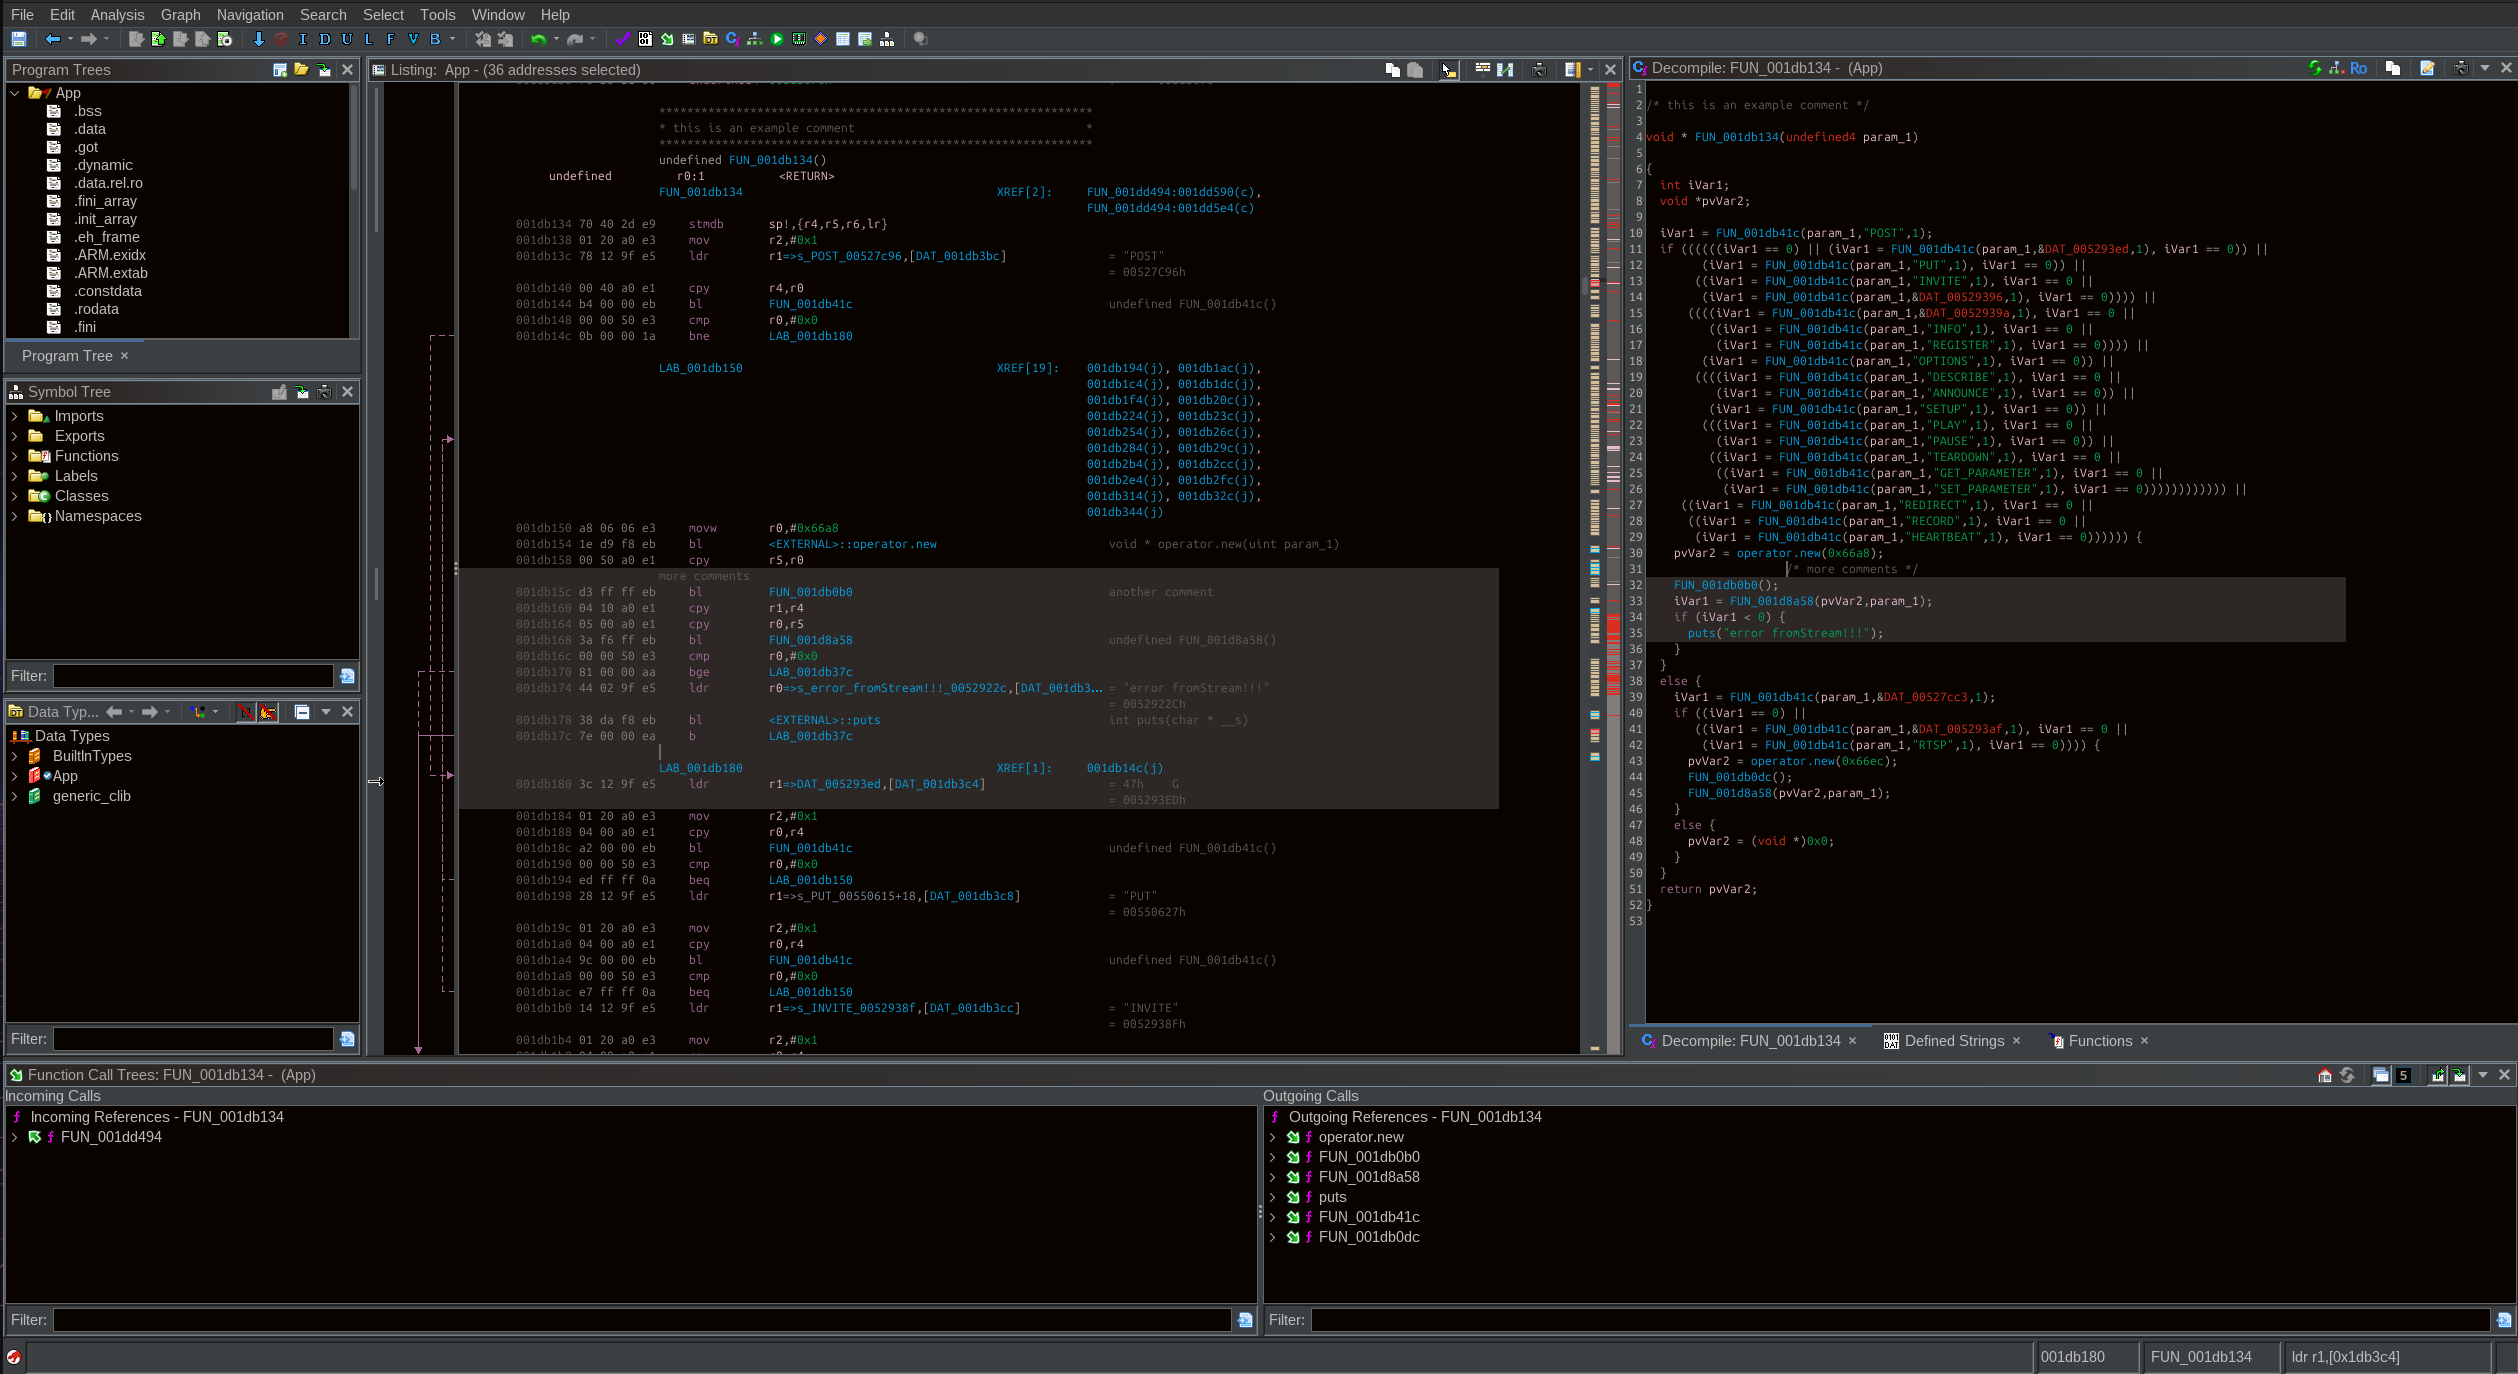 File Edit Analysis Graph Navigation Search Select Tools Window Help
I D U L F V B
Program Trees
App
.bss
.data
.got
.dynamic
.data.rel.ro
.fini_array
.init_array
.eh_frame
.ARM.exidx
.ARM.extab
.constdata
.rodata
.fini
Program Tree ×
Symbol Tree
Imports
Exports
Functions
Labels
Classes
Namespaces
Filter:
Data Typ...
Data Types
BuiltInTypes
App
generic_clib
Filter:
Listing: App - (36 addresses selected)
**************************************************************
* this is an example comment *
**************************************************************
undefined FUN_001db134()
undefined r0:1 <RETURN>
FUN_001db134 XREF[2]: FUN_001dd494:001dd590(c),
FUN_001dd494:001dd5e4(c)
001db134 70 40 2d e9 stmdb sp!,{r4,r5,r6,lr}
001db138 01 20 a0 e3 mov r2,#0x1
001db13c 78 12 9f e5 ldr r1=>s_POST_00527c96,[DAT_001db3bc] = "POST"
= 00527C96h
001db140 00 40 a0 e1 cpy r4,r0
001db144 b4 00 00 eb bl FUN_001db41c undefined FUN_001db41c()
001db148 00 00 50 e3 cmp r0,#0x0
001db14c 0b 00 00 1a bne LAB_001db180
LAB_001db150 XREF[19]: 001db194(j), 001db1ac(j),
001db1c4(j), 001db1dc(j),
001db1f4(j), 001db20c(j),
001db224(j), 001db23c(j),
001db254(j), 001db26c(j),
001db284(j), 001db29c(j),
001db2b4(j), 001db2cc(j),
001db2e4(j), 001db2fc(j),
001db314(j), 001db32c(j),
001db344(j)
001db150 a8 06 06 e3 movw r0,#0x66a8
001db154 1e d9 f8 eb bl <EXTERNAL>::operator.new void * operator.new(uint param_1)
001db158 00 50 a0 e1 cpy r5,r0
more comments
001db15c d3 ff ff eb bl FUN_001db0b0 another comment
001db160 04 10 a0 e1 cpy r1,r4
001db164 05 00 a0 e1 cpy r0,r5
001db168 3a f6 ff eb bl FUN_001d8a58 undefined FUN_001d8a58()
001db16c 00 00 50 e3 cmp r0,#0x0
001db170 81 00 00 aa bge LAB_001db37c
001db174 44 02 9f e5 ldr r0=>s_error_fromStream!!!_0052922c,[DAT_001db3... = "error fromStream!!!"
= 0052922Ch
001db178 38 da f8 eb bl <EXTERNAL>::puts int puts(char * __s)
001db17c 7e 00 00 ea b LAB_001db37c
LAB_001db180 XREF[1]: 001db14c(j)
001db180 3c 12 9f e5 ldr r1=>DAT_005293ed,[DAT_001db3c4] = 47h G
= 005293EDh
001db184 01 20 a0 e3 mov r2,#0x1
001db188 04 00 a0 e1 cpy r0,r4
001db18c a2 00 00 eb bl FUN_001db41c undefined FUN_001db41c()
001db190 00 00 50 e3 cmp r0,#0x0
001db194 ed ff ff 0a beq LAB_001db150
001db198 28 12 9f e5 ldr r1=>s_PUT_00550615+18,[DAT_001db3c8] = "PUT"
= 00550627h
001db19c 01 20 a0 e3 mov r2,#0x1
001db1a0 04 00 a0 e1 cpy r0,r4
001db1a4 9c 00 00 eb bl FUN_001db41c undefined FUN_001db41c()
001db1a8 00 00 50 e3 cmp r0,#0x0
001db1ac e7 ff ff 0a beq LAB_001db150
001db1b0 14 12 9f e5 ldr r1=>s_INVITE_0052938f,[DAT_001db3cc] = "INVITE"
= 0052938Fh
001db1b4 01 20 a0 e3 mov r2,#0x1
Decompile: FUN_001db134 - (App)
Ro
1
2 /* this is an example comment */
3
4 void * FUN_001db134(undefined4 param_1)
5
6 {
7 int iVar1;
8 void *pvVar2;
9
10 iVar1 = FUN_001db41c(param_1,"POST",1);
11 if ((((((iVar1 == 0) || (iVar1 = FUN_001db41c(param_1,&DAT_005293ed,1), iVar1 == 0)) ||
12 (iVar1 = FUN_001db41c(param_1,"PUT",1), iVar1 == 0)) ||
13 ((iVar1 = FUN_001db41c(param_1,"INVITE",1), iVar1 == 0 ||
14 (iVar1 = FUN_001db41c(param_1,&DAT_00529396,1), iVar1 == 0)))) ||
15 ((((iVar1 = FUN_001db41c(param_1,&DAT_0052939a,1), iVar1 == 0 ||
16 ((iVar1 = FUN_001db41c(param_1,"INFO",1), iVar1 == 0 ||
17 (iVar1 = FUN_001db41c(param_1,"REGISTER",1), iVar1 == 0)))) ||
18 (iVar1 = FUN_001db41c(param_1,"OPTIONS",1), iVar1 == 0)) ||
19 ((((iVar1 = FUN_001db41c(param_1,"DESCRIBE",1), iVar1 == 0 ||
20 (iVar1 = FUN_001db41c(param_1,"ANNOUNCE",1), iVar1 == 0)) ||
21 (iVar1 = FUN_001db41c(param_1,"SETUP",1), iVar1 == 0)) ||
22 (((iVar1 = FUN_001db41c(param_1,"PLAY",1), iVar1 == 0 ||
23 (iVar1 = FUN_001db41c(param_1,"PAUSE",1), iVar1 == 0)) ||
24 ((iVar1 = FUN_001db41c(param_1,"TEARDOWN",1), iVar1 == 0 ||
25 ((iVar1 = FUN_001db41c(param_1,"GET_PARAMETER",1), iVar1 == 0 ||
26 (iVar1 = FUN_001db41c(param_1,"SET_PARAMETER",1), iVar1 == 0)))))))))))) ||
27 ((iVar1 = FUN_001db41c(param_1,"REDIRECT",1), iVar1 == 0 ||
28 ((iVar1 = FUN_001db41c(param_1,"RECORD",1), iVar1 == 0 ||
29 (iVar1 = FUN_001db41c(param_1,"HEARTBEAT",1), iVar1 == 0)))))) {
30 pvVar2 = operator.new(0x66a8);
31 /* more comments */
32 FUN_001db0b0();
33 iVar1 = FUN_001d8a58(pvVar2,param_1);
34 if (iVar1 < 0) {
35 puts("error fromStream!!!");
36 }
37 }
38 else {
39 iVar1 = FUN_001db41c(param_1,&DAT_00527cc3,1);
40 if ((iVar1 == 0) ||
41 ((iVar1 = FUN_001db41c(param_1,&DAT_005293af,1), iVar1 == 0 ||
42 (iVar1 = FUN_001db41c(param_1,"RTSP",1), iVar1 == 0)))) {
43 pvVar2 = operator.new(0x66ec);
44 FUN_001db0dc();
45 FUN_001d8a58(pvVar2,param_1);
46 }
47 else {
48 pvVar2 = (void *)0x0;
49 }
50 }
51 return pvVar2;
52 }
53
Decompile: FUN_001db134 × Defined Strings × Functions ×
Function Call Trees: FUN_001db134 - (App)
5
Incoming Calls
Incoming References - FUN_001db134
FUN_001dd494
Filter:
Outgoing Calls
Outgoing References - FUN_001db134
operator.new
FUN_001db0b0
FUN_001d8a58
puts
FUN_001db41c
FUN_001db0dc
Filter:
001db180 FUN_001db134 ldr r1,[0x1db3c4]